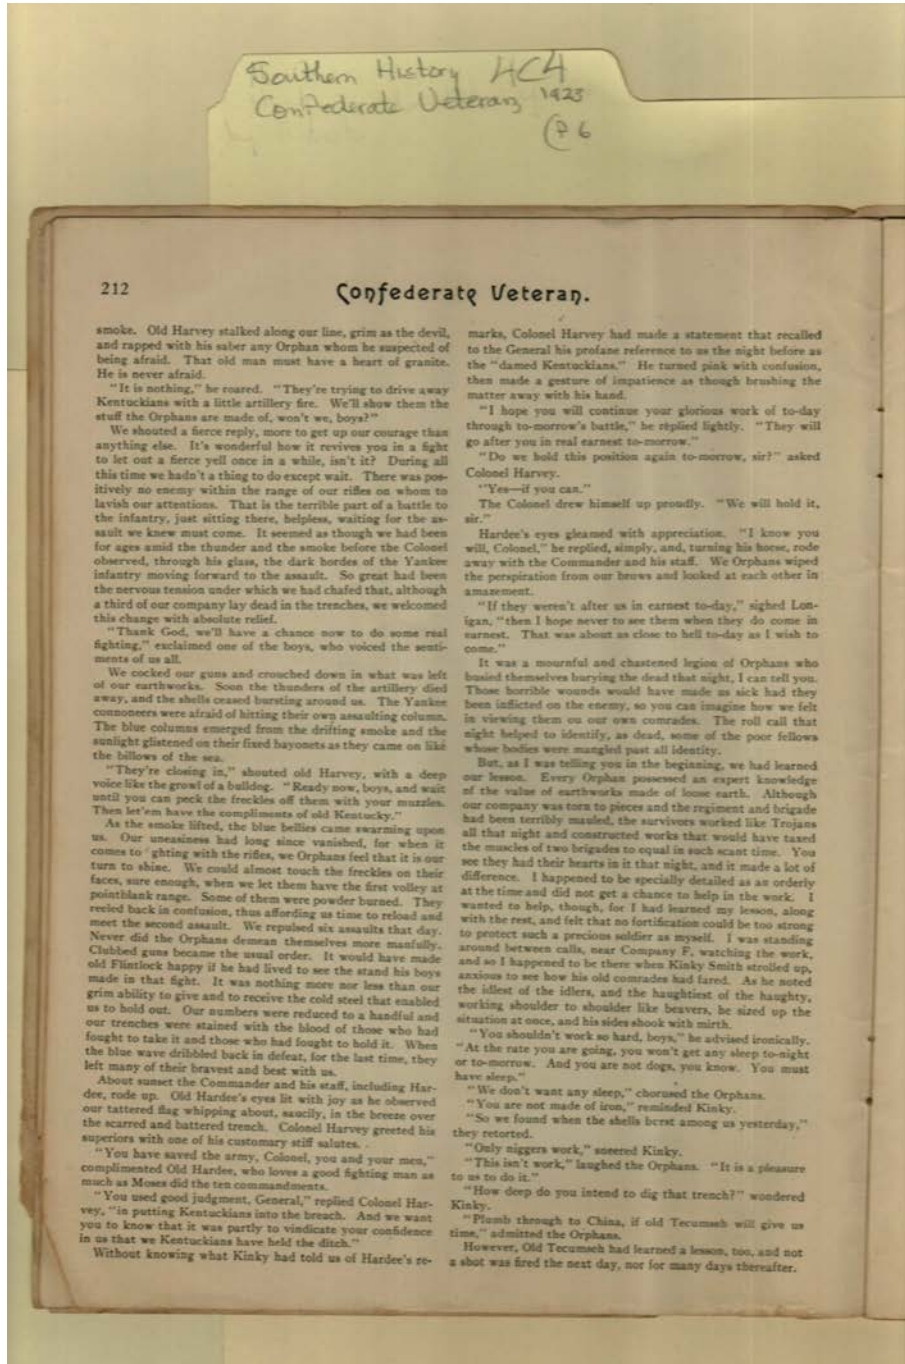 Southern History 4C4
Confederate Veteran, 1923
(P 6
212
Confederate Veteran.
smoke. Old Harvey stalked along our line, grim as the devil,
and rapped with his saber any Orphan whom he suspected of
being afraid. That old man must have a heart of granite.
He is never afraid.
"It is nothing," he roared. "They're trying to drive away
Kentuckians with a little artillery fire. We'll show them the
stuff the Orphans are made of, won't we, boys?"
We shouted a fierce reply, more to get up our courage than
anything else. It's wonderful how it revives you in a fight
to let out a fierce yell once in a while, isn't it? During all
this time we hadn't a thing to do except wait. There was pos-
itively no enemy within the range of our rifles on whom to
lavish our attentions. That is the terrible part of a battle to
the infantry, just sitting there, helpless, waiting for the as-
sault we knew must come. It seemed as though we had been
for ages amid the thunder and the smoke before the Colonel
observed, through his glass, the dark hordes of the Yankee
infantry moving forward to the assault. So great had been
the nervous tension under which we had chafed that, although
a third of our company lay dead in the trenches, we welcomed
this change with absolute relief.
"Thank God, we'll have a chance now to do some real
fighting," exclaimed one of the boys, who voiced the senti-
ments of us all.
We cocked our guns and crouched down in what was left
of our earthworks. Soon the thunders of the artillery died
away, and the shells ceased bursting around us. The Yankee
connoneers were afraid of hitting their own assaulting column.
The blue columns emerged from the drifting smoke and the
sunlight glistened on their fixed bayonets as they came on like
the billows of the sea.
"They're closing in," shouted old Harvey, with a deep
voice like the growl of a bulldog. "Ready now, boys, and wait
until you can peck the freckles off them with your muzzles.
Then let'em have the compliments of old Kentucky."
As the smoke lifted, the blue bellies came swarming upon
us. Our uneasiness had long since vanished, for when it
comes to ghting with the rifles, we Orphans feel that it is our
turn to shine. We could almost touch the freckles on their
faces, sure enough, when we let them have the first volley at
pointblank range. Some of them were powder burned. They
reeled back in confusion, thus affording us time to reload and
meet the second assault. We repulsed six assaults that day.
Never did the Orphans demean themselves more manfully.
Clubbed guns became the usual order. It would have made
old Flintlock happy if he had lived to see the stand his boys
made in that fight. It was nothing more nor less than our
grim ability to give and to receive the cold steel that enabled
us to hold out. Our numbers were reduced to a handful and
our trenches were stained with the blood of those who had
fought to take it and those who had fought to hold it. When
the blue wave dribbled back in defeat, for the last time, they
left many of their bravest and best with us.
About sunset the Commander and his staff, including Har-
dee, rode up. Old Hardee's eyes lit with joy as he observed
our tattered flag whipping about, saucily, in the breeze over
the scarred and battered trench. Colonel Harvey greeted his
superiors with one of his customary stiff salutes.
"You have saved the army, Colonel, you and your men,"
complimented Old Hardee, who loves a good fighting man as
much as Moses did the ten commandments.
"You used good judgment, General," replied Colonel Har-
vey, "in putting Kentuckians into the breach. And we want
you to know that it was partly to vindicate your confidence
in us that we Kentuckians have held the ditch."
Without knowing what Kinky had told us of Hardee's re-
marks, Colonel Harvey had made a statement that recalled
to the General his profane reference to us the night before as
the "damed Kentuckians." He turned pink with confusion,
then made a gesture of impatience as though brushing the
matter away with his hand.
"I hope you will continue your glorious work of to-day
through to-morrow's battle," he replied lightly. "They will
go after you in real earnest to-morrow."
"Do we hold this position again to-morrow, sir?" asked
Colonel Harvey.
"Yes—if you can."
The Colonel drew himself up proudly. "We will hold it,
sir."
Hardee's eyes gleamed with appreciation. "I know you
will, Colonel," he replied, simply, and, turning his horse, rode
away with the Commander and his staff. We Orphans wiped
the perspiration from our brows and looked at each other in
amazement.
"If they weren't after us in earnest to-day," sighed Lon-
igan, "then I hope never to see them when they do come in
earnest. That was about as close to hell to-day as I wish to
come."
It was a mournful and chastened legion of Orphans who
busied themselves burying the dead that night, I can tell you.
Those horrible wounds would have made us sick had they
been inflicted on the enemy, so you can imagine how we felt
in viewing them ou our own comrades. The roll call that
night helped to identify, as dead, some of the poor fellows
whose bodies were mangled past all identity.
But, as I was telling you in the beginning, we had learned
our lesson. Every Orphan possessed an expert knowledge
of the value of earthworks made of loose earth. Although
our company was torn to pieces and the regiment and brigade
had been terribly mauled, the survivors worked like Trojans
all that night and constructed works that would have taxed
the muscles of two brigades to equal in such scant time. You
see they had their hearts in it that night, and it made a lot of
difference. I happened to be specially detailed as an orderly
at the time and did not get a chance to help in the work. I
wanted to help, though, for I had learned my lesson, along
with the rest, and felt that no fortification could be too strong
to protect such a precious soldier as myself. I was standing
around between calls, near Company F, watching the work,
and so I happened to be there when Kinky Smith strolled up,
anxious to see how his old comrades had fared. As he noted
the idlest of the idlers, and the haughtiest of the haughty,
working shoulder to shoulder like beavers, he sized up the
situation at once, and his sides shook with mirth.
"You shouldn't work so hard, boys," he advised ironically.
"At the rate you are going, you won't get any sleep to-night
or to-morrow. And you are not dogs, you know. You must
have sleep."
"We don't want any sleep," chorused the Orphans.
"You are not made of iron," reminded Kinky.
"So we found when the shells burst among us yesterday,"
they retorted.
"Only niggers work," sneered Kinky.
"This isn't work," laughed the Orphans. "It is a pleasure
to us to do it."
"How deep do you intend to dig that trench?" wondered
Kinky.
"Plumb through to China, if old Tecumseh will give us
time," admitted the Orphans.
However, Old Tecumseh had learned a lesson, too, and not
a shot was fired the next day, nor for many days thereafter.